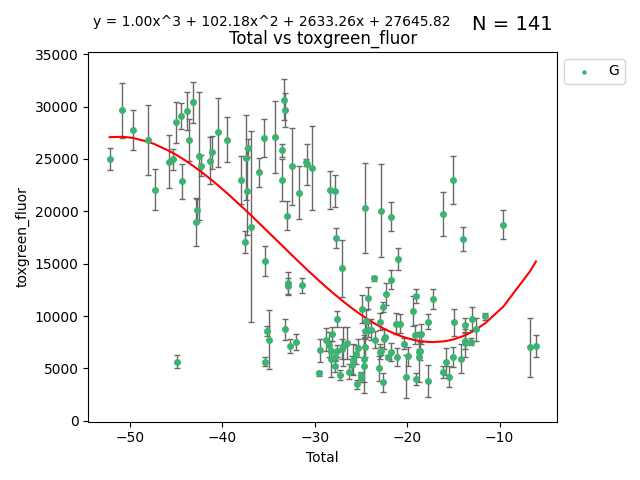 y = 1.00x^3 + 102.18x^2 + 2633.26x + 27645.82
N = 141
Total vs toxgreen_fluor
35000
30000
25000
20000
15000
10000
5000
0
toxgreen_fluor
−50
−40
−30
−20
−10
Total
G